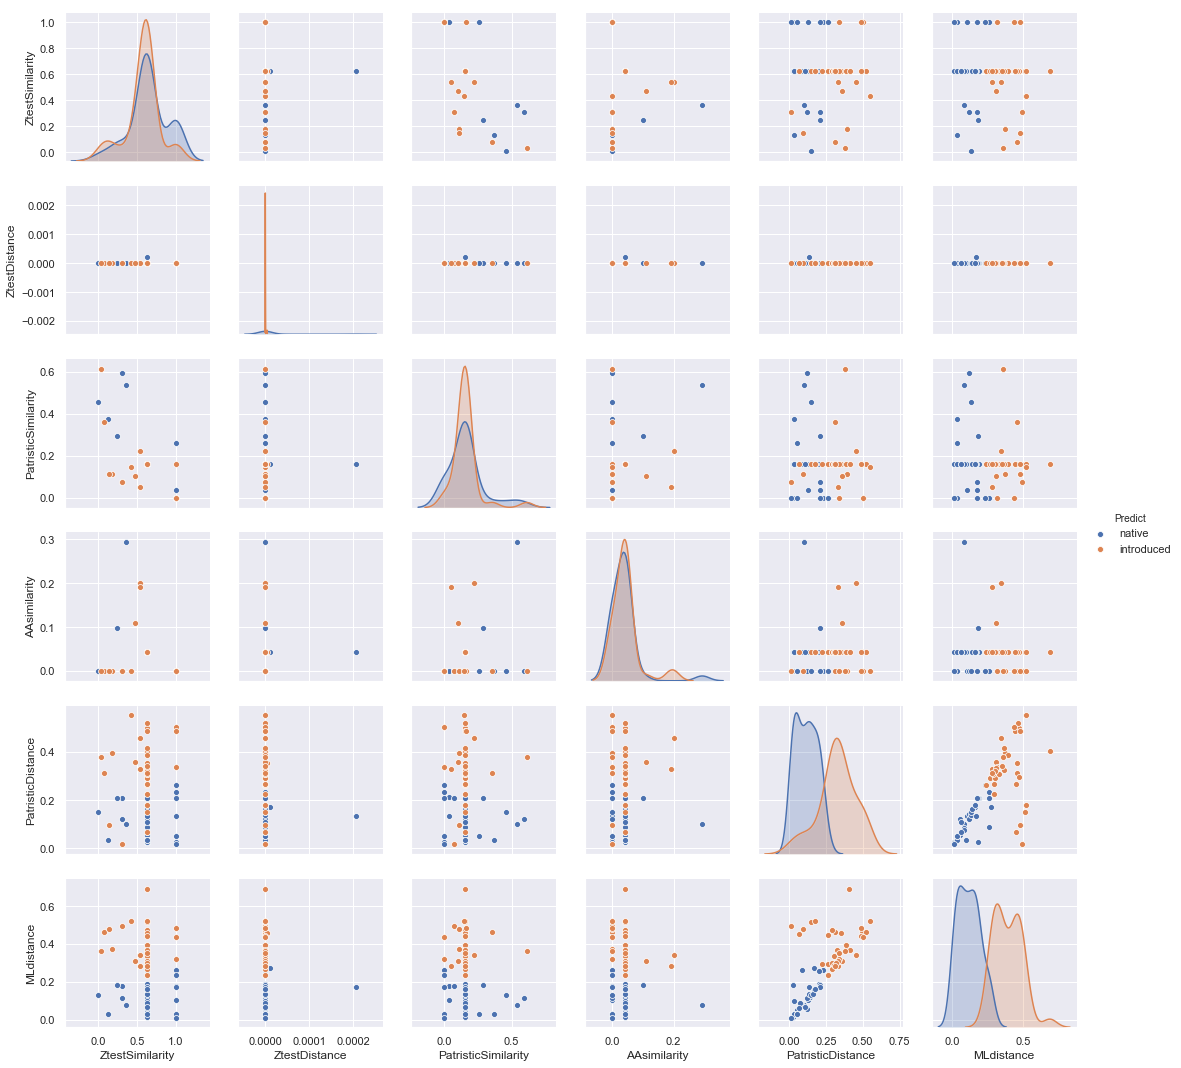 ZtestSimilarity
1.0
0.8
0.6
0.4
0.2
0.0
ZtestDistance
0.002
0.001
0.000
−0.001
−0.002
PatristicSimilarity
0.6
0.4
0.2
0.0
Predict
native
introduced
AAsimilarity
0.3
0.2
0.1
0.0
PatristicDistance
0.4
0.2
0.0
MLdistance
0.6
0.4
0.2
0.0
0.0 0.5 1.0
ZtestSimilarity
0.0000 0.0001 0.0002
ZtestDistance
0.0 0.5
PatristicSimilarity
0.0 0.2
AAsimilarity
0.00 0.25 0.50 0.75
PatristicDistance
0.0 0.5
MLdistance